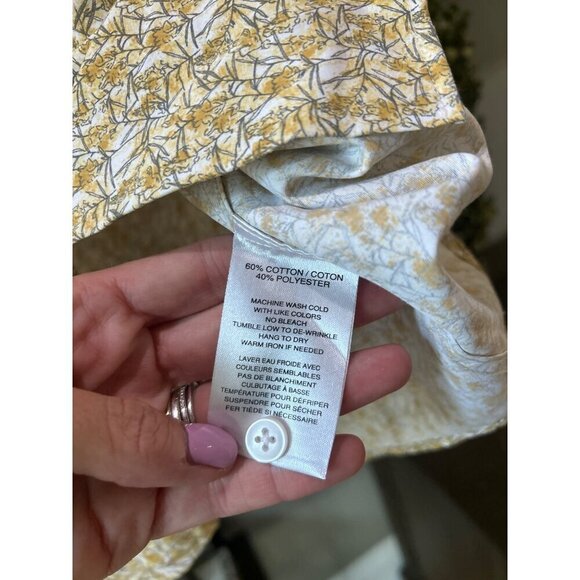 60% COTTON / COTON
40% POLYESTER
MACHINE WASH COLD
WITH LIKE COLORS
NO BLEACH
TUMBLE LOW TO DE-WRINKLE
HANG TO DRY
WARM IRON IF NEEDED
LAVER EAU FROIDE AVEC
COULEURS SEMBLABLES
PAS DE BLANCHIMENT
CULBUTAGE À BASSE
TEMPÉRATURE POUR DÉFRIPER
SUSPENDRE POUR SÉCHER
FER TIÈDE SI NÉCESSAIRE